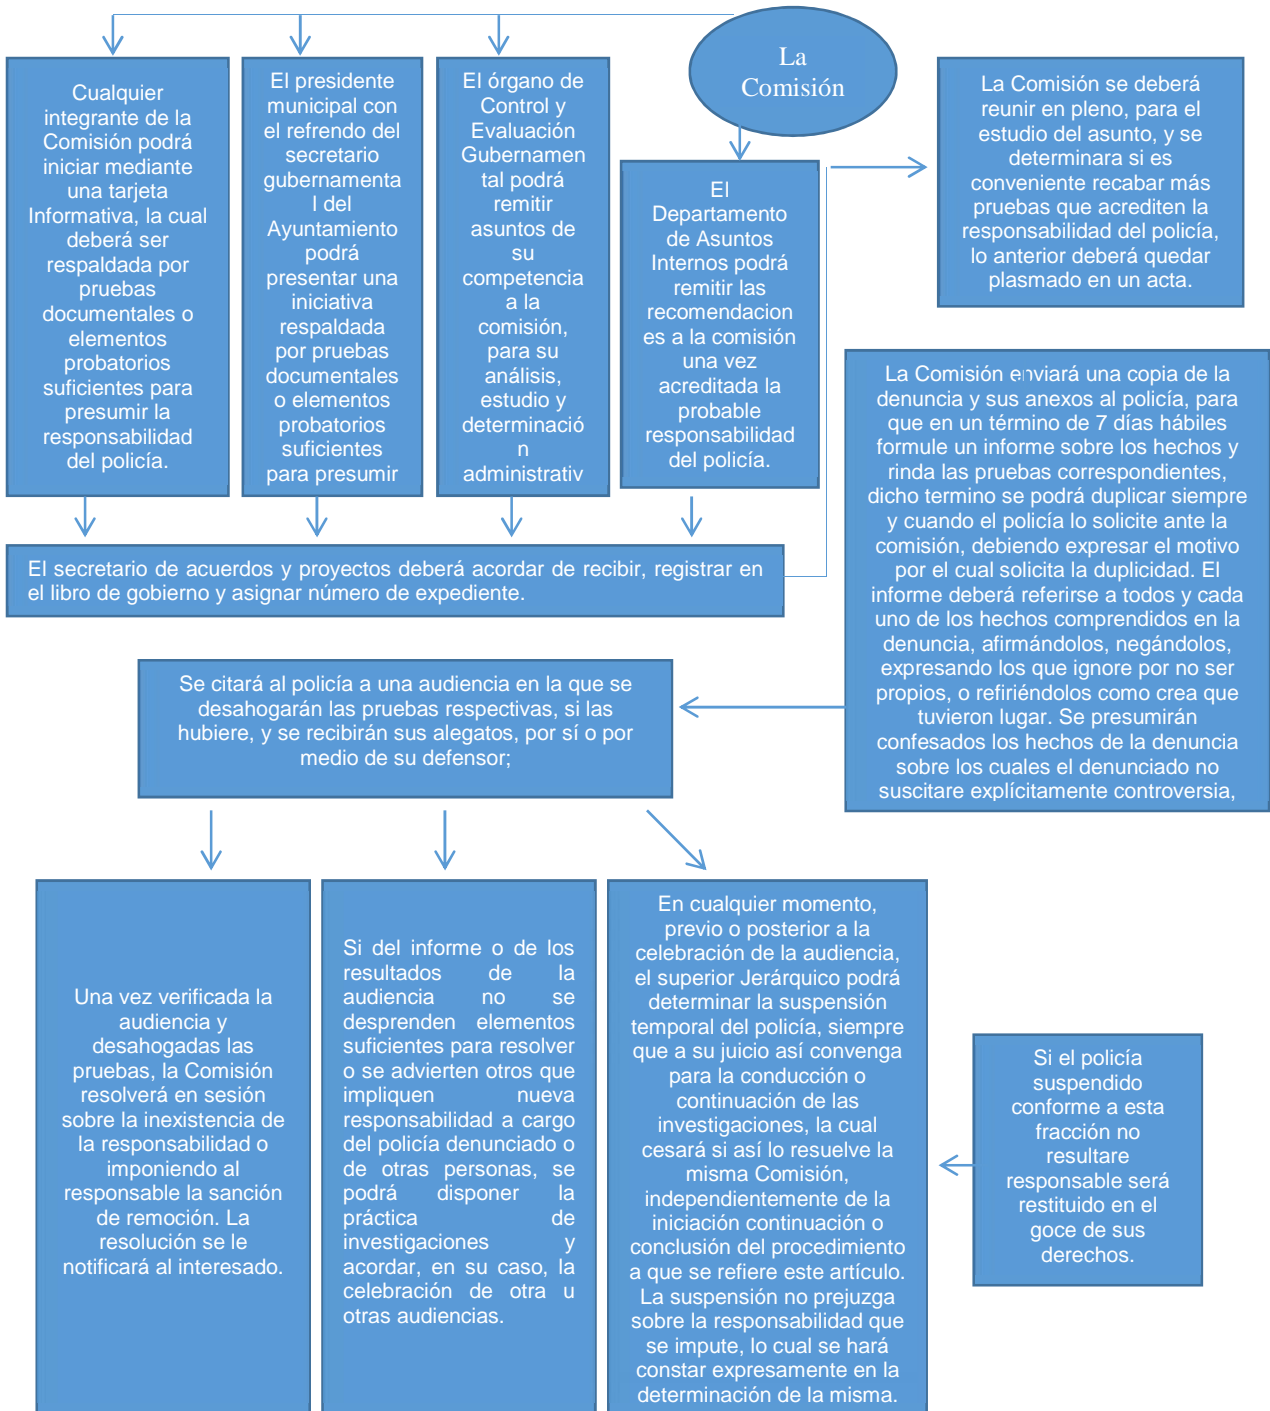 La
Comisión
Cualquier
integrante de la
Comisión podrá
iniciar mediante
una tarjeta
Informativa, la cual
deberá ser
respaldada por
pruebas
documentales o
elementos
probatorios
suficientes para
presumir la
responsabilidad
del policía.
El presidente
municipal con
el refrendo del
secretario
gubernamenta
l del
Ayuntamiento
podrá
presentar una
iniciativa
respaldada
por pruebas
documentales
o elementos
probatorios
suficientes
para presumir
El órgano de
Control y
Evaluación
Gubernamen
tal podrá
remitir
asuntos de
su
competencia
a la
comisión,
para su
análisis,
estudio y
determinació
n
administrativ
El
Departamento
de Asuntos
Internos podrá
remitir las
recomendacion
es a la comisión
una vez
acreditada la
probable
responsabilidad
del policía.
La Comisión se deberá
reunir en pleno, para el
estudio del asunto, y se
determinara si es
conveniente recabar más
pruebas que acrediten la
responsabilidad del policía,
lo anterior deberá quedar
plasmado en un acta.
El secretario de acuerdos y proyectos deberá acordar de recibir, registrar en
el libro de gobierno y asignar número de expediente.
La Comisión enviará una copia de la
denuncia y sus anexos al policía, para
que en un término de 7 días hábiles
formule un informe sobre los hechos y
rinda las pruebas correspondientes,
dicho termino se podrá duplicar siempre
y cuando el policía lo solicite ante la
comisión, debiendo expresar el motivo
por el cual solicita la duplicidad. El
informe deberá referirse a todos y cada
uno de los hechos comprendidos en la
denuncia, afirmándolos, negándolos,
expresando los que ignore por no ser
propios, o refiriéndolos como crea que
tuvieron lugar. Se presumirán
confesados los hechos de la denuncia
sobre los cuales el denunciado no
suscitare explícitamente controversia,
Se citará al policía a una audiencia en la que se
desahogarán las pruebas respectivas, si las
hubiere, y se recibirán sus alegatos, por sí o por
medio de su defensor;
Una vez verificada la
audiencia y
desahogadas las
pruebas, la Comisión
resolverá en sesión
sobre la inexistencia de
la responsabilidad o
imponiendo al
responsable la sanción
de remoción. La
resolución se le
notificará al interesado.
Si del informe o de los
resultados de la
audiencia no se
desprenden elementos
suficientes para resolver
o se advierten otros que
impliquen nueva
responsabilidad a cargo
del policía denunciado o
de otras personas, se
podrá disponer la
práctica de
investigaciones y
acordar, en su caso, la
celebración de otra u
otras audiencias.
En cualquier momento,
previo o posterior a la
celebración de la audiencia,
el superior Jerárquico podrá
determinar la suspensión
temporal del policía, siempre
que a su juicio así convenga
para la conducción o
continuación de las
investigaciones, la cual
cesará si así lo resuelve la
misma Comisión,
independientemente de la
iniciación continuación o
conclusión del procedimiento
a que se refiere este artículo.
La suspensión no prejuzga
sobre la responsabilidad que
se impute, lo cual se hará
constar expresamente en la
determinación de la misma.
Si el policía
suspendido
conforme a esta
fracción no
resultare
responsable será
restituido en el
goce de sus
derechos.